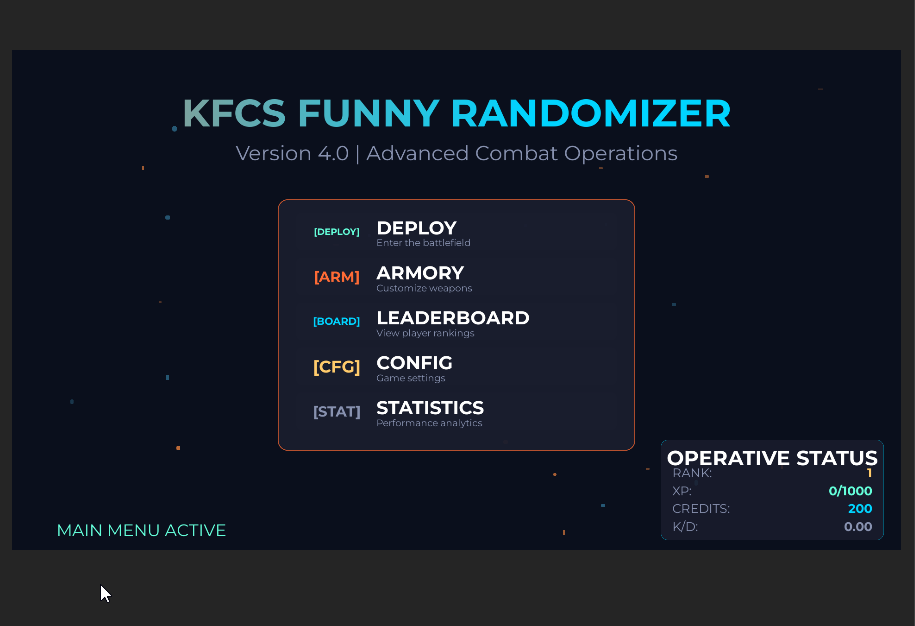 KFCS FUNNY RANDOMIZER
Version 4.0 | Advanced Combat Operations
[DEPLOY] DEPLOY
Enter the battlefield
[ARM] ARMORY
Customize weapons
[BOARD] LEADERBOARD
View player rankings
[CFG] CONFIG
Game settings
[STAT] STATISTICS
Performance analytics
OPERATIVE STATUS
RANK: 1
XP: 0/1000
CREDITS: 200
K/D: 0.00
MAIN MENU ACTIVE